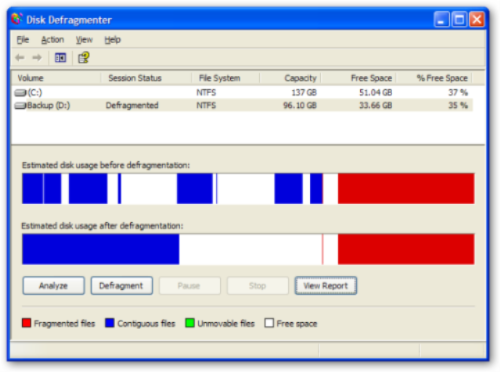 Disk Defragmenter
File Action View Help
Volume Session Status File System Capacity Free Space % Free Space
(C:) NTFS 137 GB 51.04 GB 37 %
Backup (D:) Defragmented NTFS 96.10 GB 33.66 GB 35 %
Estimated disk usage before defragmentation:
Estimated disk usage after defragmentation:
Analyze Defragment Pause Stop View Report
Fragmented files Contiguous files Unmovable files Free space